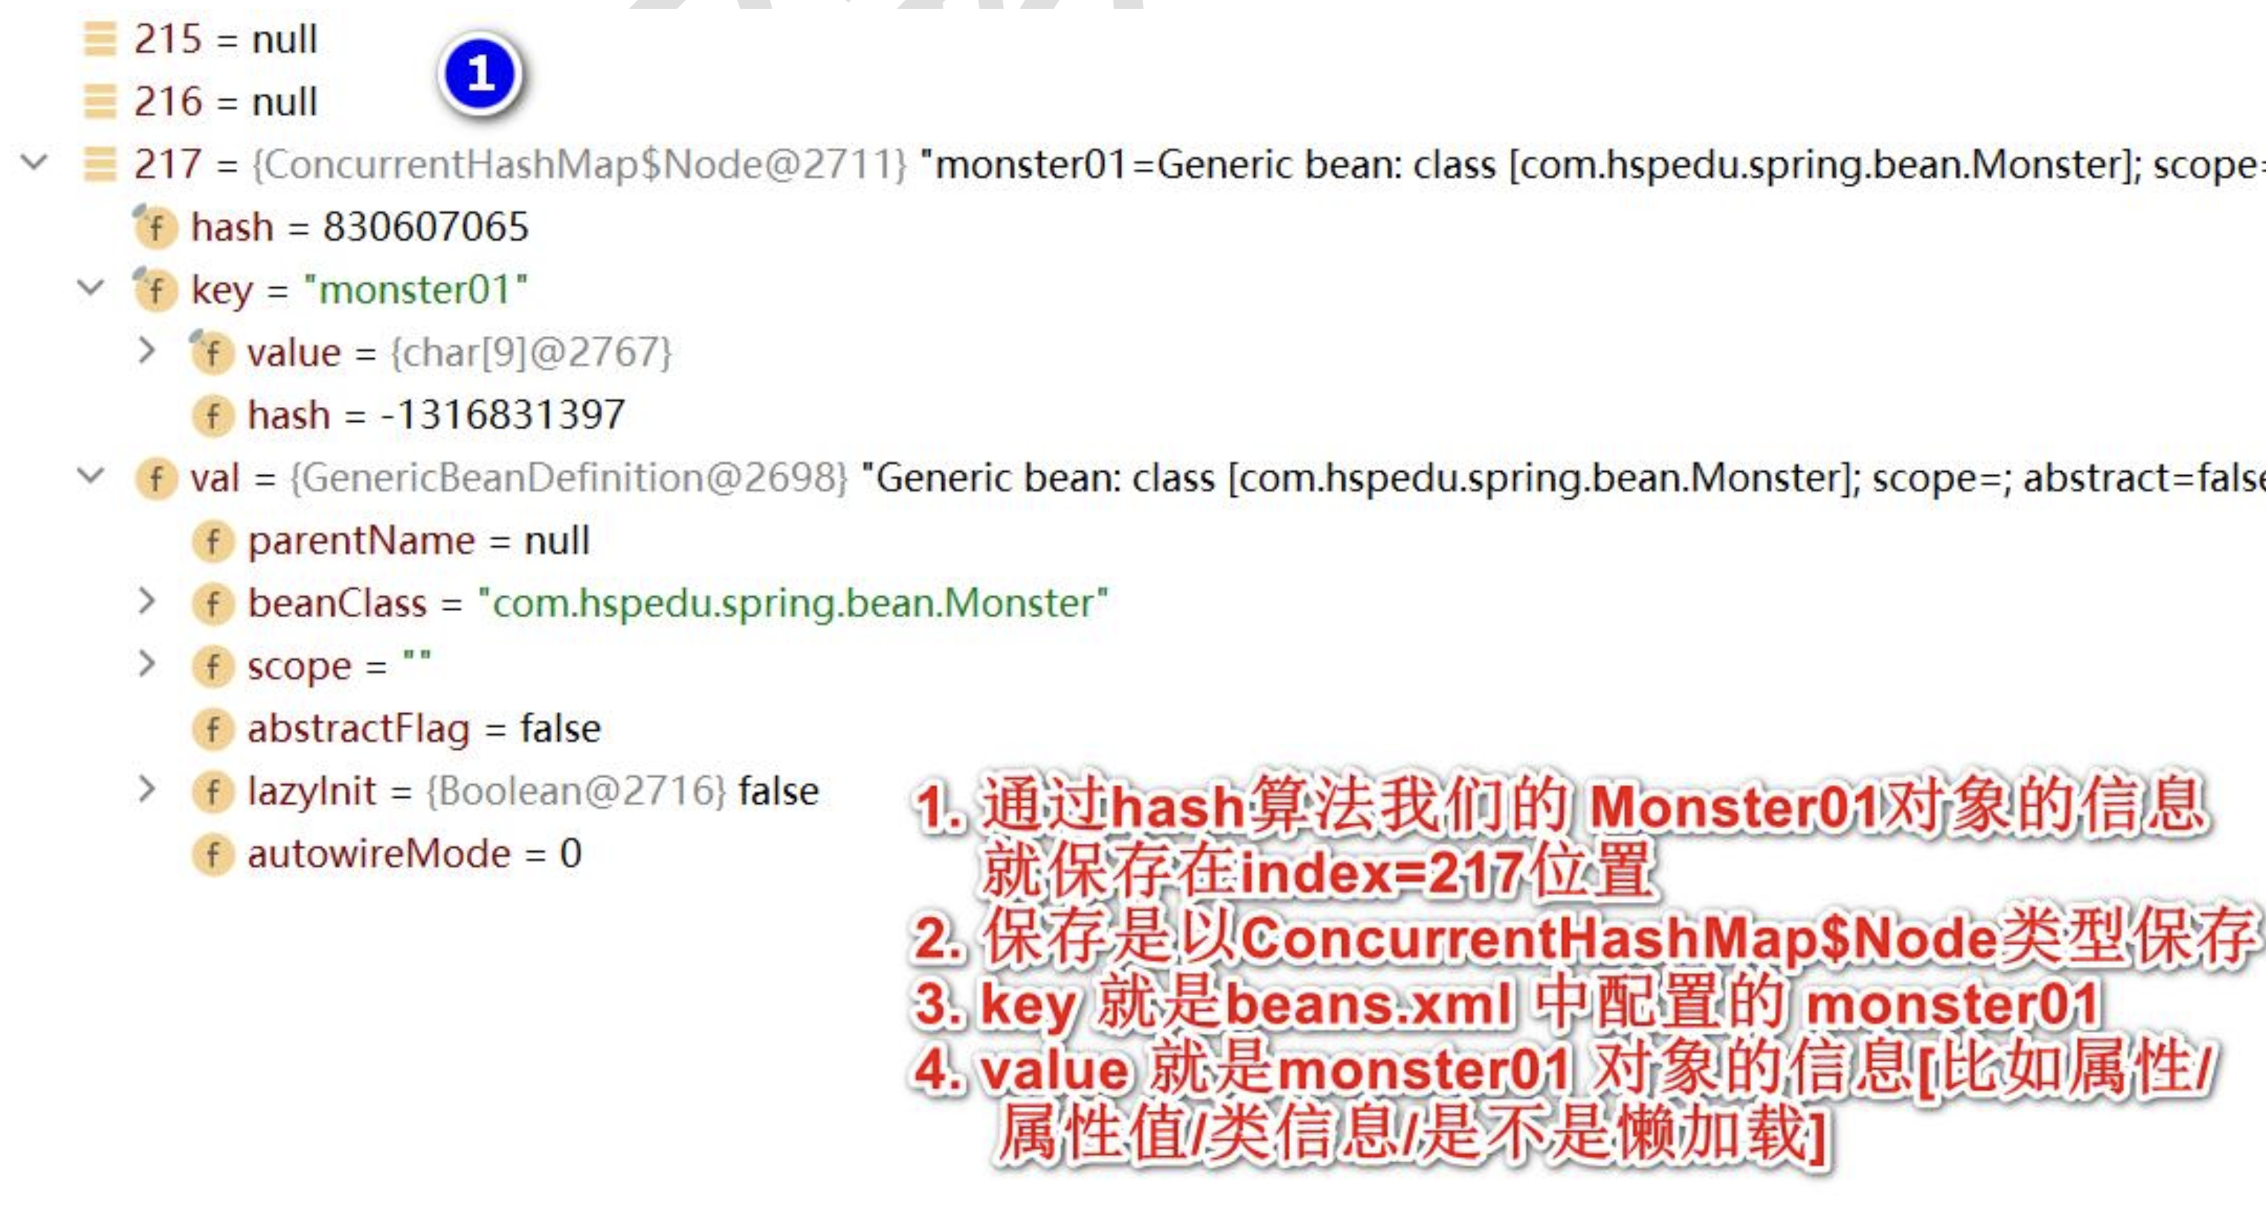 215 = null
1
216 = null
217 = {ConcurrentHashMap$Node@2711} "monster01=Generic bean: class [com.hspedu.spring.bean.Monster]; scope=
f hash = 830607065
f key = "monster01"
f value = {char[9]@2767}
f hash = -1316831397
f val = {GenericBeanDefinition@2698} "Generic bean: class [com.hspedu.spring.bean.Monster]; scope=; abstract=false
f parentName = null
f beanClass = "com.hspedu.spring.bean.Monster"
f scope = ""
f abstractFlag = false
f lazyInit = {Boolean@2716} false
f autowireMode = 0
1. 通过hash算法我们的 Monster01对象的信息
就保存在index=217位置
2. 保存是以ConcurrentHashMap$Node类型保存
3. key 就是beans.xml 中配置的 monster01
4. value 就是monster01 对象的信息[比如属性/
属性值/类信息/是不是懒加载]